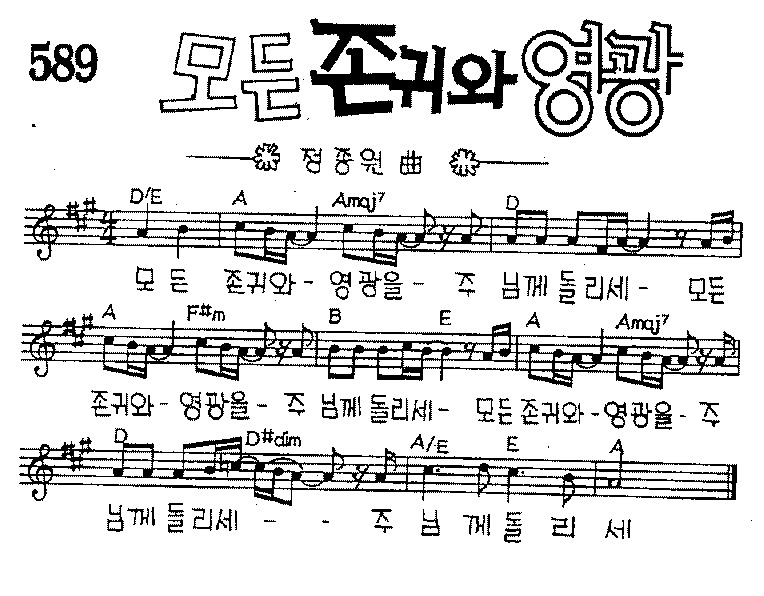 589
모든 존귀와 영광
정종원 曲
D/E A Amaj7 D
모 든 존귀와 - 영광을 - 주 님께 돌리세 - 모든
A F#m B E A Amaj7
존귀와 - 영광을 - 주 님께 돌리세 - 모든 존귀와 - 영광을 - 주
D D#dim A/E E A
님께 돌리세 - - 주 님 께돌 리 세